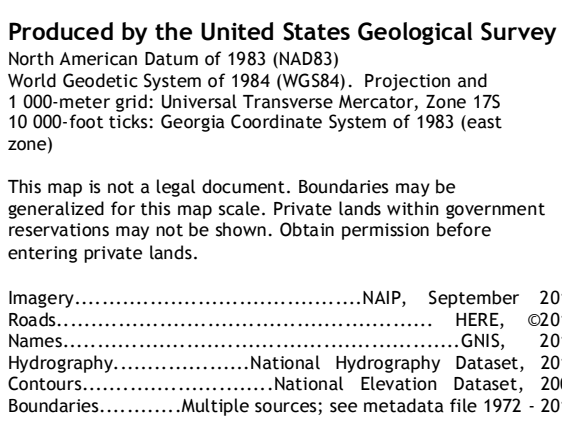 Produced by the United States Geological Survey
North American Datum of 1983 (NAD83)
World Geodetic System of 1984 (WGS84). Projection and
1 000-meter grid: Universal Transverse Mercator, Zone 17S
10 000-foot ticks: Georgia Coordinate System of 1983 (east
zone)
This map is not a legal document. Boundaries may be
generalized for this map scale. Private lands within government
reservations may not be shown. Obtain permission before
entering private lands.
Imagery.........................................NAIP, September
Roads..................................................... HERE,
Names.........................................................GNIS,
Hydrography....................National Hydrography Dataset,
Contours...........................National Elevation Dataset,
Boundaries............Multiple sources; see metadata file 1972 -